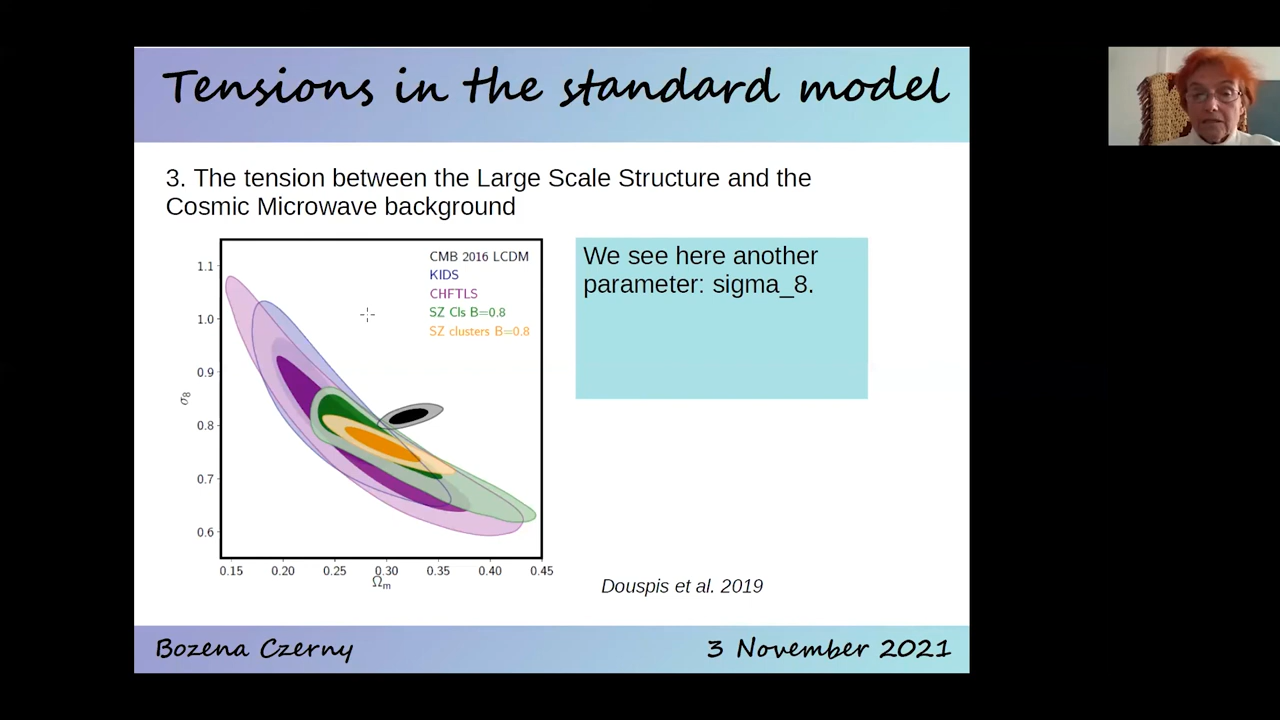 Tensions in the standard model
3. The tension between the Large Scale Structure and the
Cosmic Microwave background
We see here another
parameter: sigma_8.
CMB 2016 LCDM
KIDS
CHFTLS
SZ Cls B=0.8
SZ clusters B=0.8
1.1
1.0
0.9
0.8
0.7
0.6
σ8
0.15 0.20 0.25 0.30 0.35 0.40 0.45
Ωm
Douspis et al. 2019
Bozena Czerny 3 November 2021